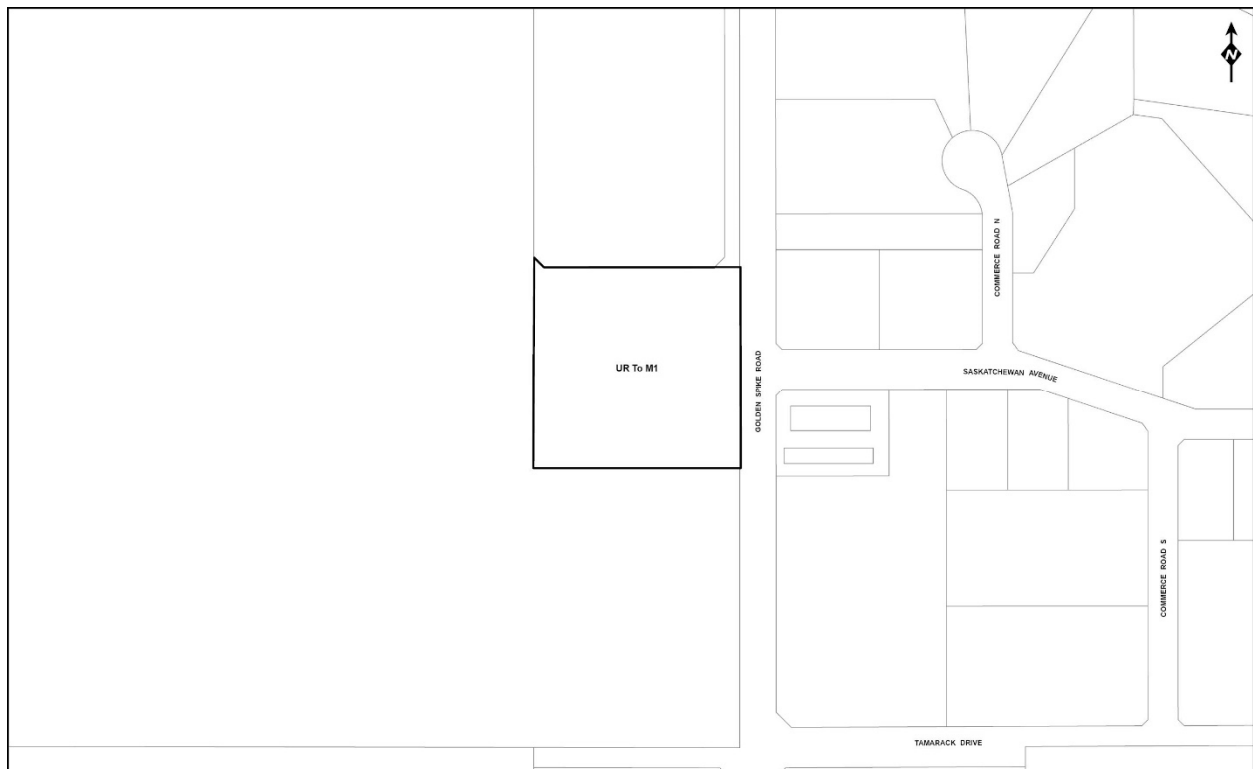 N
COMMERCE ROAD N
UR To M1
GOLDEN SPIKE ROAD
SASKATCHEWAN AVENUE
COMMERCE ROAD S
TAMARACK DRIVE